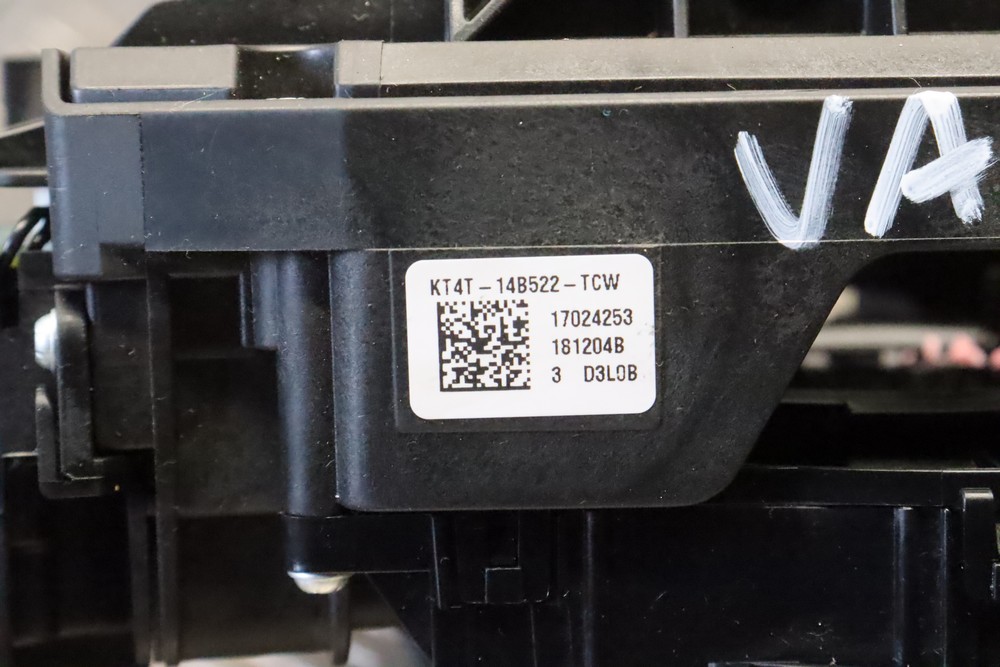 VA
KT4T-14B522-TCW
17024253
181204B
3 D3L0B